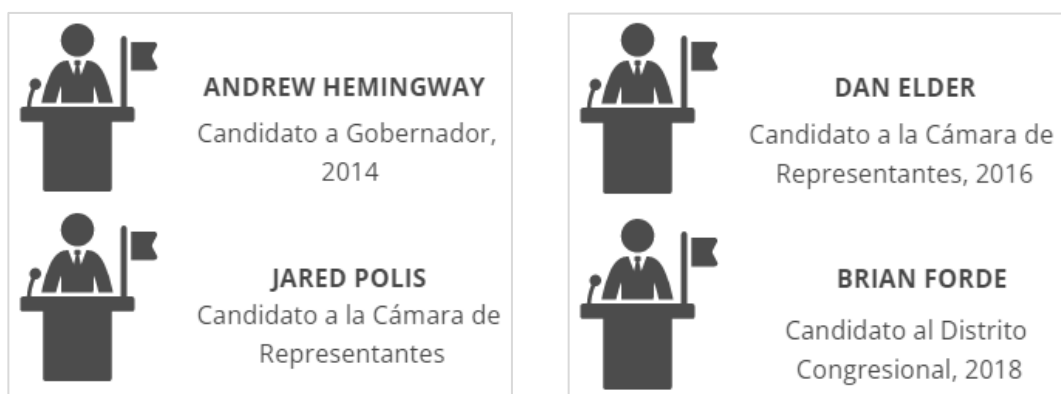 ANDREW HEMINGWAY
Candidato a Gobernador,
2014
JARED POLIS
Candidato a la Cámara de
Representantes
DAN ELDER
Candidato a la Cámara de
Representantes, 2016
BRIAN FORDE
Candidato al Distrito
Congresional, 2018